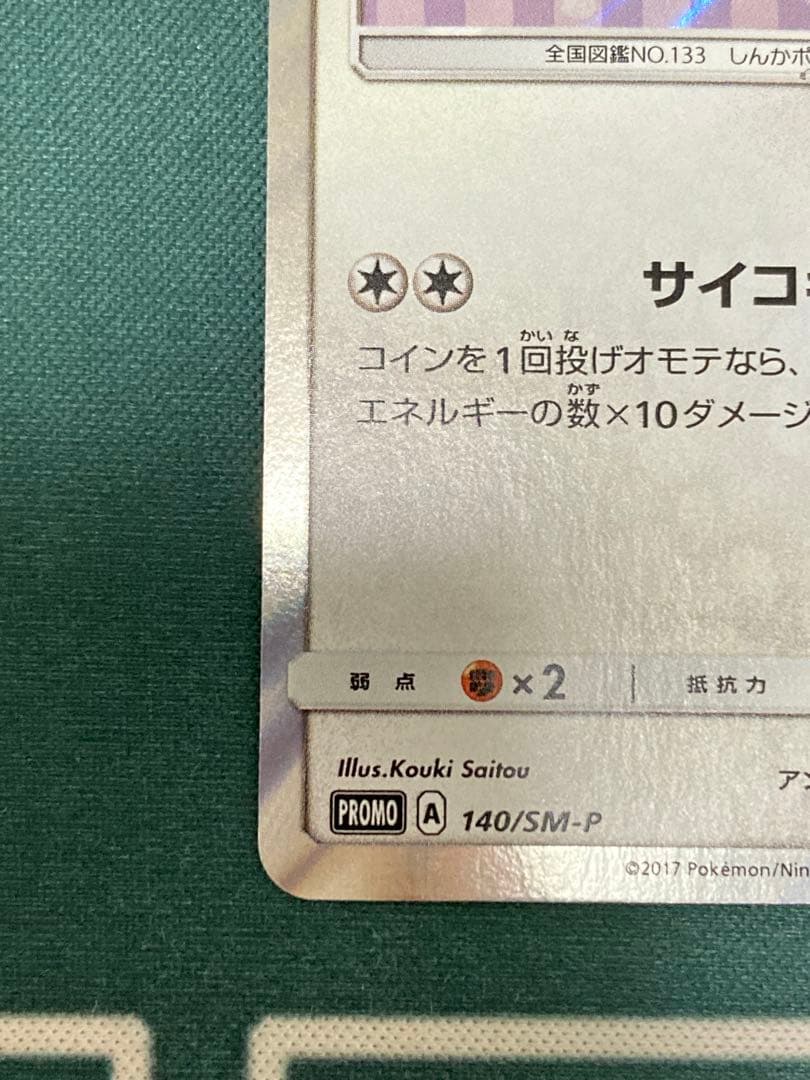 全国図鑑NO.133 しんかポ
サイコキ
かい な
コインを1回投げオモテなら、
かず
エネルギーの数×10ダメージ
弱点 ×2 抵抗力
Illus.Kouki Saitou
アン
PROMO A 140/SM-P
©2017 Pokémon/Nin